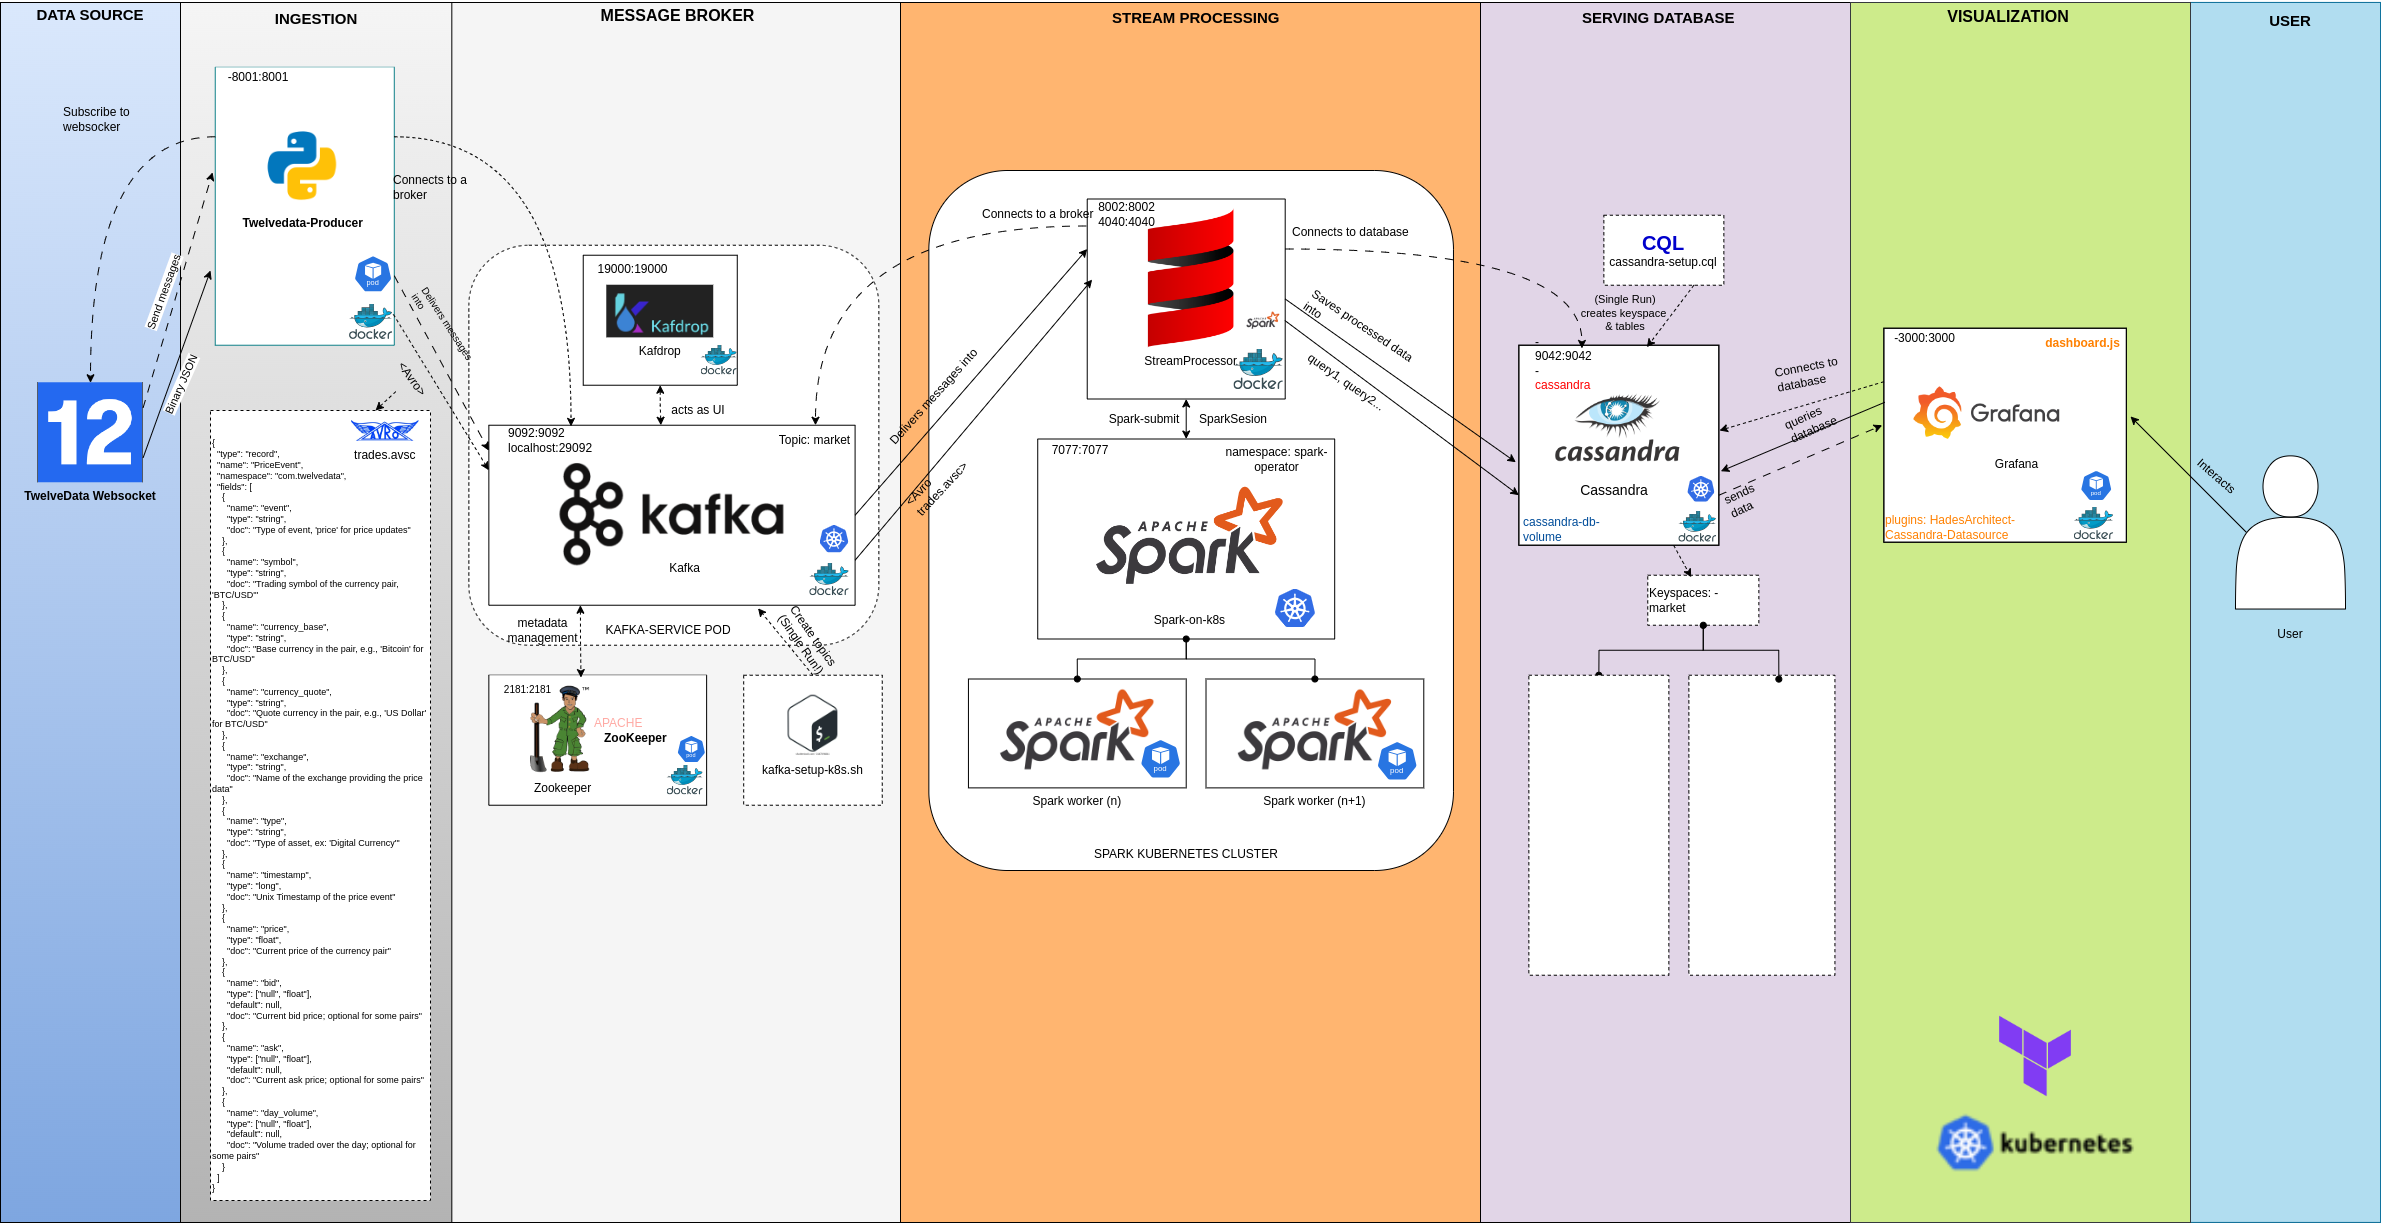 DATA SOURCE
INGESTION
MESSAGE BROKER
STREAM PROCESSING
SERVING DATABASE
VISUALIZATION
USER
Subscribe to
websocker
Send messages
Binary JSON
12
TwelveData Websocket
-8001:8001
Twelvedata-Producer
pod
docker
Connects to a
broker
Delivers messages
into
<Avro>
AVRO
trades.avsc
{
"type": "record",
"name": "PriceEvent",
"namespace": "com.twelvedata",
"fields": [
{
"name": "event",
"type": "string",
"doc": "Type of event, 'price' for price updates"
},
{
"name": "symbol",
"type": "string",
"doc": "Trading symbol of the currency pair,
'BTC/USD'"
},
{
"name": "currency_base",
"type": "string",
"doc": "Base currency in the pair, e.g., 'Bitcoin' for
BTC/USD"
},
{
"name": "currency_quote",
"type": "string",
"doc": "Quote currency in the pair, e.g., 'US Dollar'
for BTC/USD"
},
{
"name": "exchange",
"type": "string",
"doc": "Name of the exchange providing the price
data"
},
{
"name": "type",
"type": "string",
"doc": "Type of asset, ex: 'Digital Currency'"
},
{
"name": "timestamp",
"type": "long",
"doc": "Unix Timestamp of the price event"
},
{
"name": "price",
"type": "float",
"doc": "Current price of the currency pair"
},
{
"name": "bid",
"type": ["null", "float"],
"default": null,
"doc": "Current bid price; optional for some pairs"
},
{
"name": "ask",
"type": ["null", "float"],
"default": null,
"doc": "Current ask price; optional for some pairs"
},
{
"name": "day_volume",
"type": ["null", "float"],
"default": null,
"doc": "Volume traded over the day; optional for
some pairs"
}
]
}
19000:19000
Kafdrop
Kafdrop
docker
acts as UI
9092:9092
localhost:29092
Topic: market
kafka
Kafka
docker
metadata
management
KAFKA-SERVICE POD
Create topics
(Single Run!)
2181:2181
TM
APACHE
ZooKeeper
Zookeeper
pod
docker
$
kafka-setup-k8s.sh
Connects to a broker
Delivers messages into
<Avro
trades.avsc>
8002:8002
4040:4040
Spark
StreamProcessor
docker
Spark-submit
SparkSesion
7077:7077
namespace: spark-
operator
APACHE
Spark
Spark-on-k8s
APACHE
Spark
pod
Spark worker (n)
APACHE
Spark
pod
Spark worker (n+1)
SPARK KUBERNETES CLUSTER
Connects to database
Saves processed data
into
query1, query2...
CQL
cassandra-setup.cql
(Single Run)
creates keyspace
& tables
-
9042:9042
-
cassandra
cassandra
Cassandra
cassandra-db-
volume
docker
Keyspaces: -
market
Connects to
database
queries
database
sends
data
-3000:3000
dashboard.js
Grafana
Grafana
pod
docker
plugins: HadesArchitect-
Cassandra-Datasource
kubernetes
Interacts
User